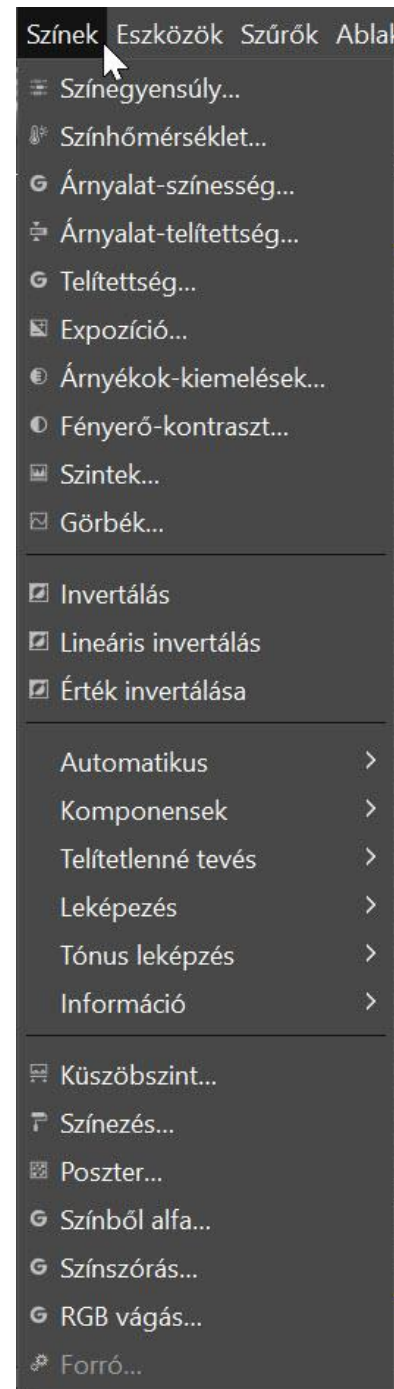 Színek Eszközök Szűrők Abla
Színegyensúly...
Színhőmérséklet...
Árnyalat-színesség...
Árnyalat-telítettség...
Telítettség...
Expozíció...
Árnyékok-kiemelések...
Fényerő-kontraszt...
Szintek...
Görbék...
Invertálás
Lineáris invertálás
Érték invertálása
Automatikus
Komponensek
Telítetlenné tevés
Leképezés
Tónus leképzés
Információ
Küszöbszint...
Színezés...
Poszter...
Színből alfa...
Színszórás...
RGB vágás...
Forró...